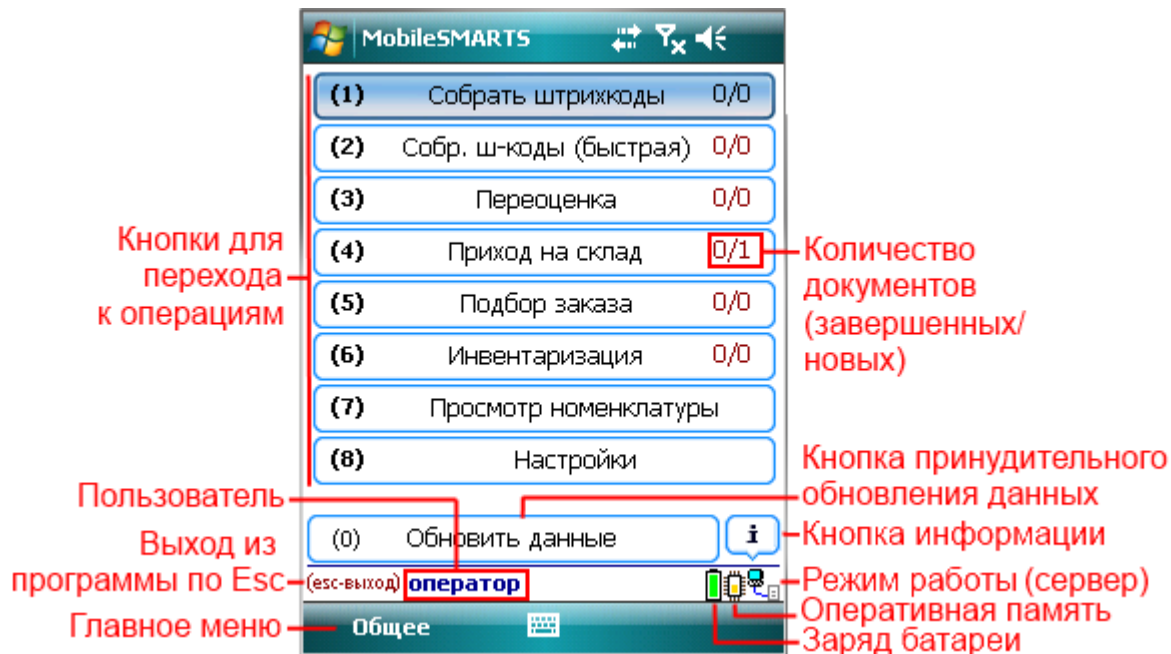 MobileSMARTS
(1) Собрать штрихкоды 0/0
(2) Собр. ш-коды (быстрая) 0/0
(3) Переоценка 0/0
(4) Приход на склад 0/1
(5) Подбор заказа 0/0
(6) Инвентаризация 0/0
(7) Просмотр номенклатуры
(8) Настройки
(0) Обновить данные i
(esc-выход) оператор
Общее
Кнопки для
перехода
к операциям
Пользователь
Выход из
программы по Esc
Главное меню
Количество
документов
(завершенных/
новых)
Кнопка принудительного
обновления данных
Кнопка информации
Режим работы (сервер)
Оперативная память
Заряд батареи